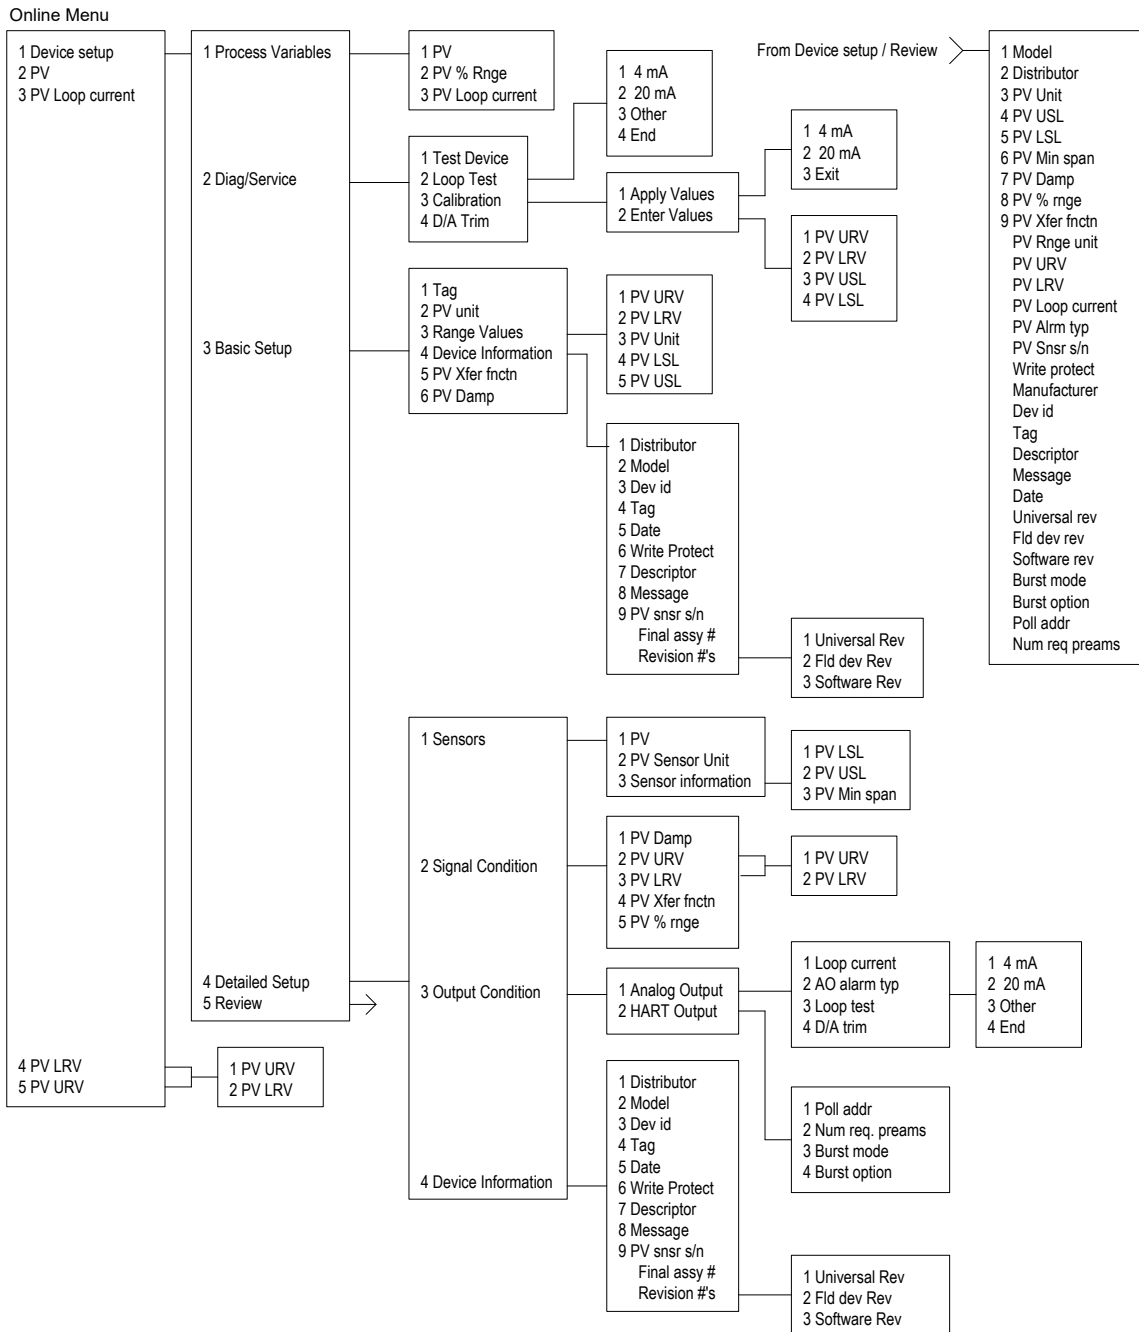 Online Menu
1 Device setup
2 PV
3 PV Loop current
4 PV LRV
5 PV URV
1 PV URV
2 PV LRV
1 Process Variables
2 Diag/Service
3 Basic Setup
4 Detailed Setup
5 Review
1 PV
2 PV % Rnge
3 PV Loop current
1 Test Device
2 Loop Test
3 Calibration
4 D/A Trim
1 4 mA
2 20 mA
3 Other
4 End
1 Apply Values
2 Enter Values
1 4 mA
2 20 mA
3 Exit
1 PV URV
2 PV LRV
3 PV USL
4 PV LSL
1 Tag
2 PV unit
3 Range Values
4 Device Information
5 PV Xfer fnctn
6 PV Damp
1 PV URV
2 PV LRV
3 PV Unit
4 PV LSL
5 PV USL
1 Distributor
2 Model
3 Dev id
4 Tag
5 Date
6 Write Protect
7 Descriptor
8 Message
9 PV snsr s/n
Final assy #
Revision #'s
1 Universal Rev
2 Fld dev Rev
3 Software Rev
1 Sensors
2 Signal Condition
3 Output Condition
4 Device Information
1 PV
2 PV Sensor Unit
3 Sensor information
1 PV LSL
2 PV USL
3 PV Min span
1 PV Damp
2 PV URV
3 PV LRV
4 PV Xfer fnctn
5 PV % rnge
1 PV URV
2 PV LRV
1 Analog Output
2 HART Output
1 Loop current
2 AO alarm typ
3 Loop test
4 D/A trim
1 4 mA
2 20 mA
3 Other
4 End
1 Poll addr
2 Num req. preams
3 Burst mode
4 Burst option
1 Distributor
2 Model
3 Dev id
4 Tag
5 Date
6 Write Protect
7 Descriptor
8 Message
9 PV snsr s/n
Final assy #
Revision #'s
1 Universal Rev
2 Fld dev Rev
3 Software Rev
From Device setup / Review
1 Model
2 Distributor
3 PV Unit
4 PV USL
5 PV LSL
6 PV Min span
7 PV Damp
8 PV % rnge
9 PV Xfer fnctn
PV Rnge unit
PV URV
PV LRV
PV Loop current
PV Alrm typ
PV Snsr s/n
Write protect
Manufacturer
Dev id
Tag
Descriptor
Message
Date
Universal rev
Fld dev rev
Software rev
Burst mode
Burst option
Poll addr
Num req preams